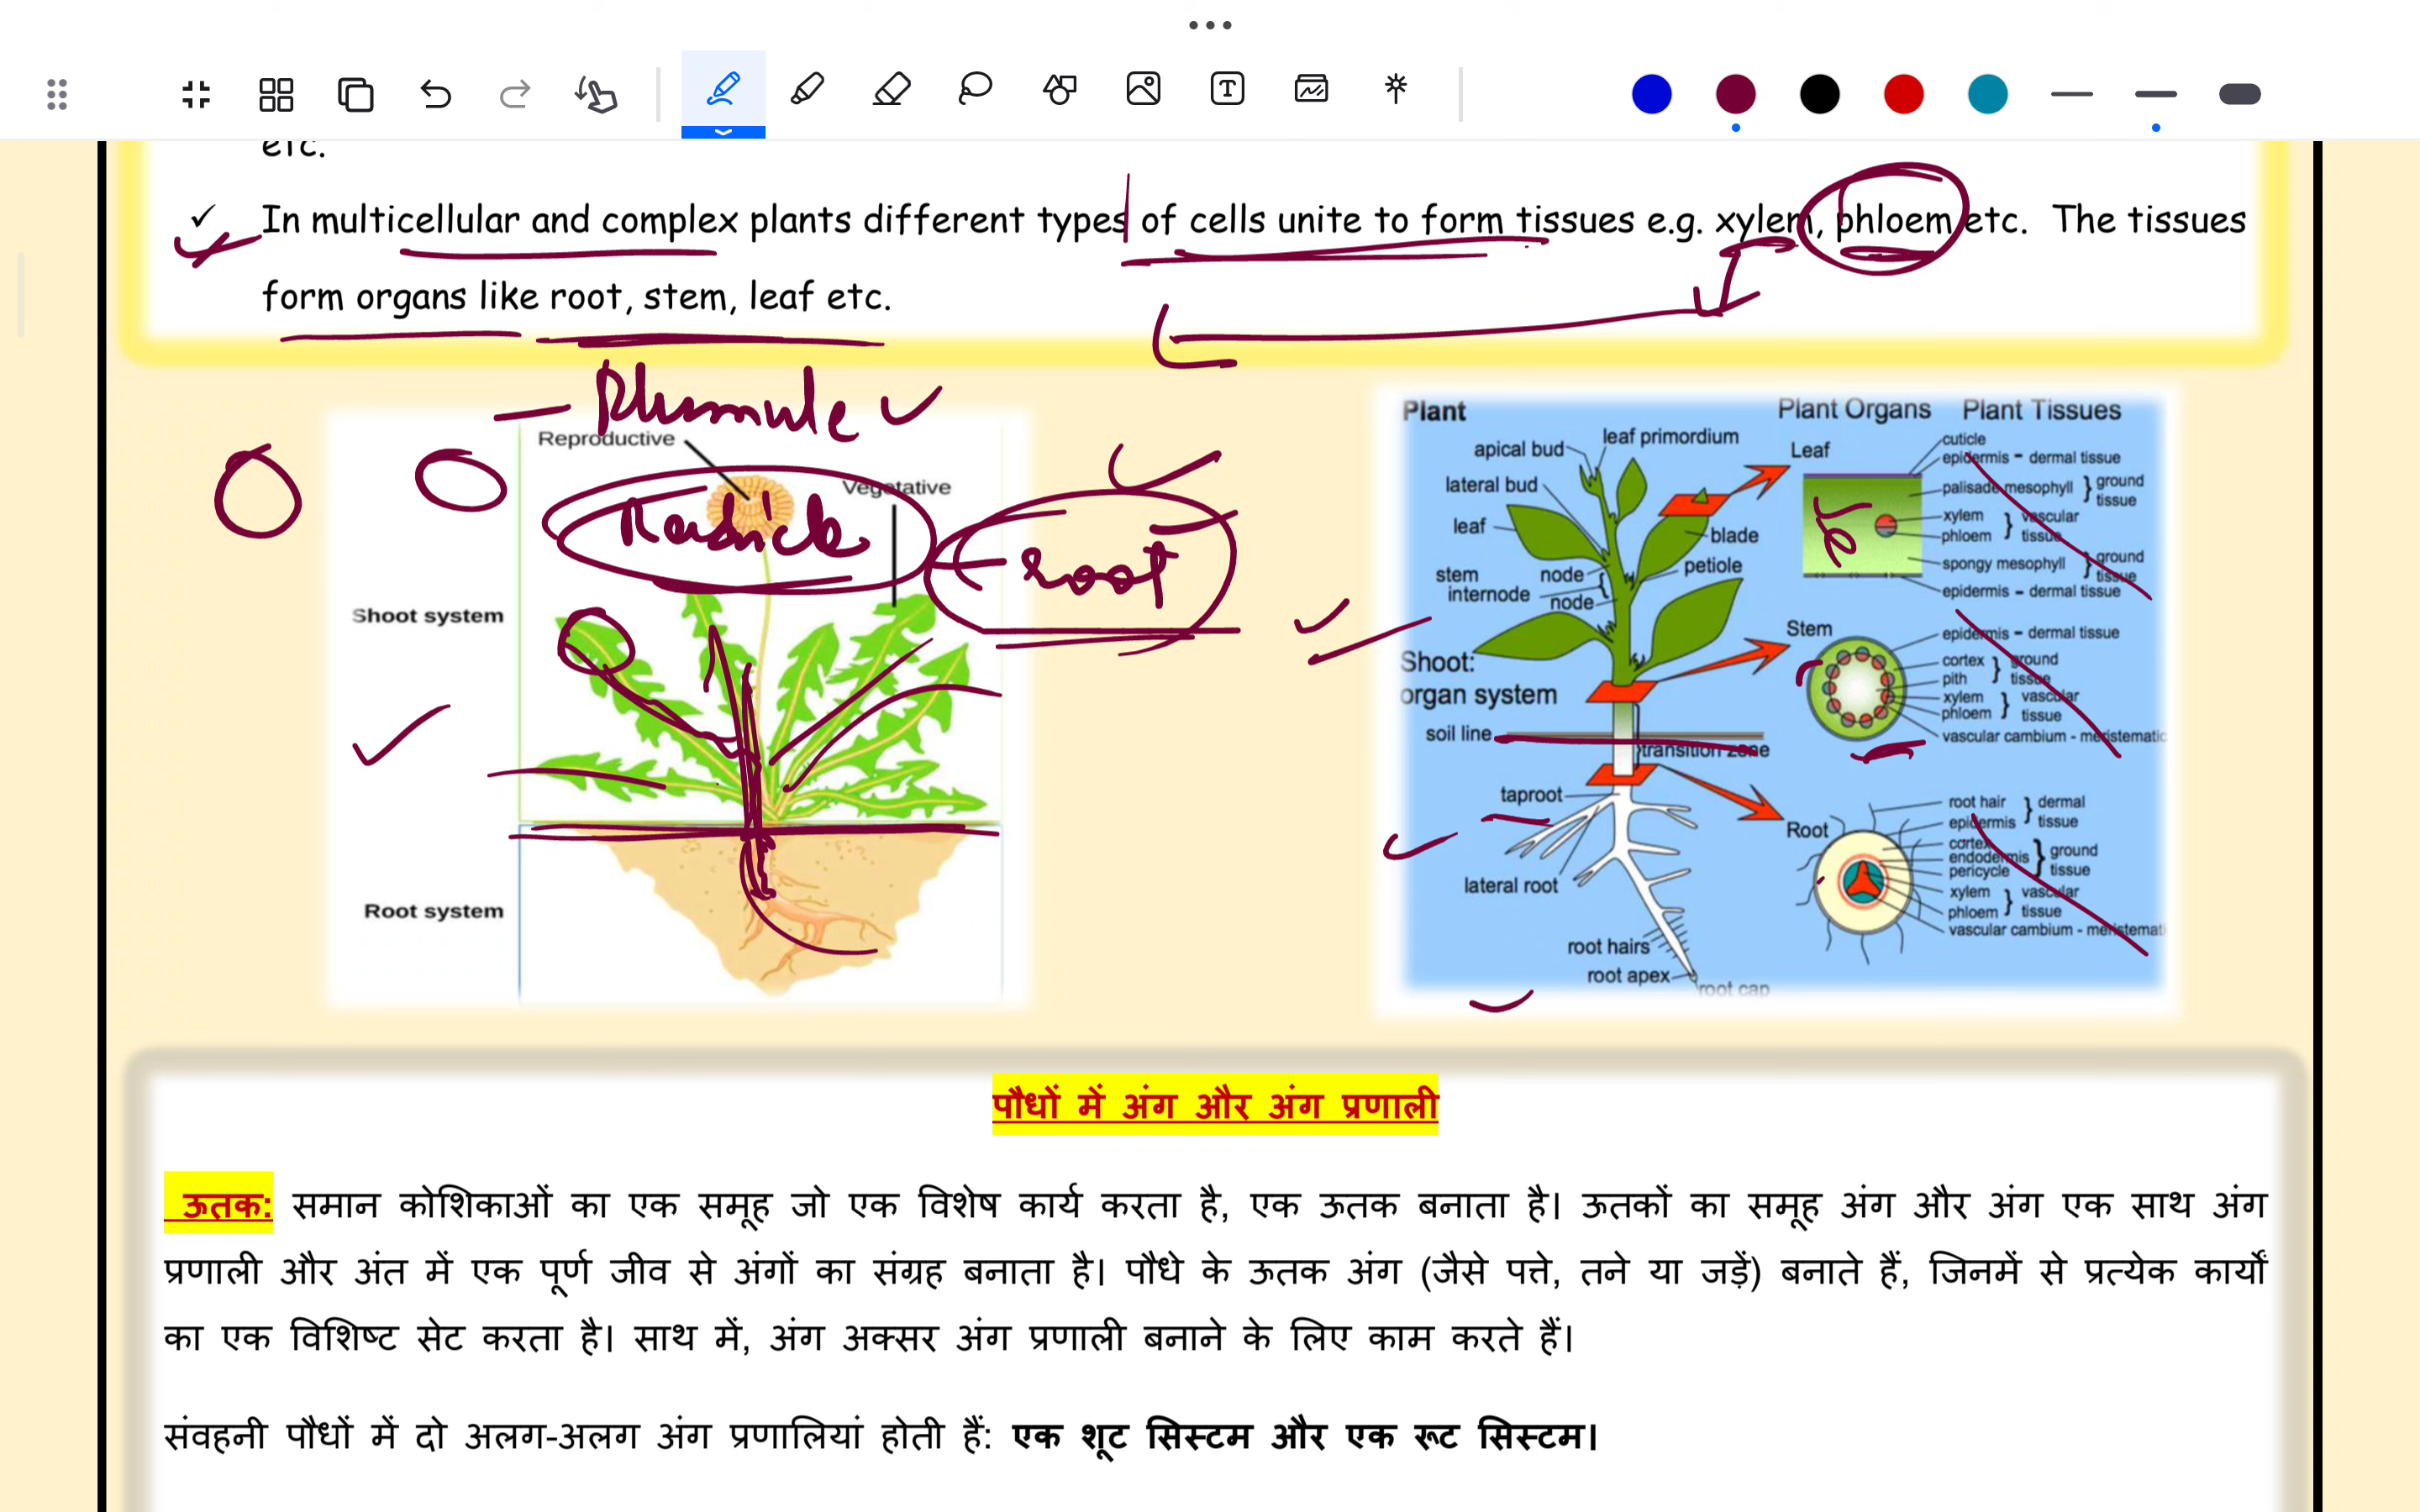 etc.
✓ In multicellular and complex plants different types of cells unite to form tissues e.g. xylem, phloem etc. The tissues
form organs like root, stem, leaf etc.
Plumule
Reproductive
Vegetative
Radicle
Root
Shoot system
Root system
Plant
Plant Organs
Plant Tissues
apical bud
leaf primordium
lateral bud
leaf
blade
petiole
stem
node
internode
node
Shoot:
organ system
soil line
transition zone
taproot
lateral root
root hairs
root apex
root cap
Leaf
cuticle
epidermis - dermal tissue
palisade mesophyll } ground
tissue
xylem } vascular
phloem } tissue
spongy mesophyll } ground
tissue
epidermis - dermal tissue
Stem
epidermis - dermal tissue
cortex } ground
pith } tissue
xylem } vascular
phloem } tissue
vascular cambium - meristematic
Root
root hair } dermal
epidermis } tissue
cortex
endodermis } ground
pericycle } tissue
xylem } vascular
phloem } tissue
vascular cambium - meristemat
पौधों में अंग और अंग प्रणाली
ऊतक: समान कोशिकाओं का एक समूह जो एक विशेष कार्य करता है, एक ऊतक बनाता है। ऊतकों का समूह अंग और अंग एक साथ अंग
प्रणाली और अंत में एक पूर्ण जीव से अंगों का संग्रह बनाता है। पौधे के ऊतक अंग (जैसे पत्ते, तने या जड़ें) बनाते हैं, जिनमें से प्रत्येक कार्यों
का एक विशिष्ट सेट करता है। साथ में, अंग अक्सर अंग प्रणाली बनाने के लिए काम करते हैं।
संवहनी पौधों में दो अलग-अलग अंग प्रणालियां होती हैं: एक शूट सिस्टम और एक रूट सिस्टम।